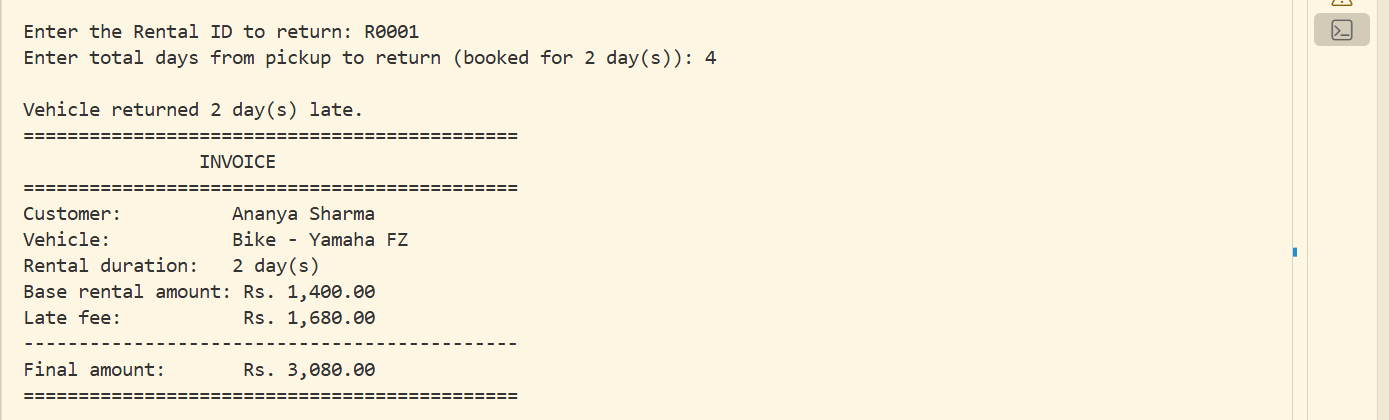 Enter the Rental ID to return: R0001
Enter total days from pickup to return (booked for 2 day(s)): 4
Vehicle returned 2 day(s) late.
=============================================
INVOICE
=============================================
Customer:          Ananya Sharma
Vehicle:           Bike - Yamaha FZ
Rental duration:   2 day(s)
Base rental amount: Rs. 1,400.00
Late fee:           Rs. 1,680.00
---------------------------------------------
Final amount:       Rs. 3,080.00
=============================================